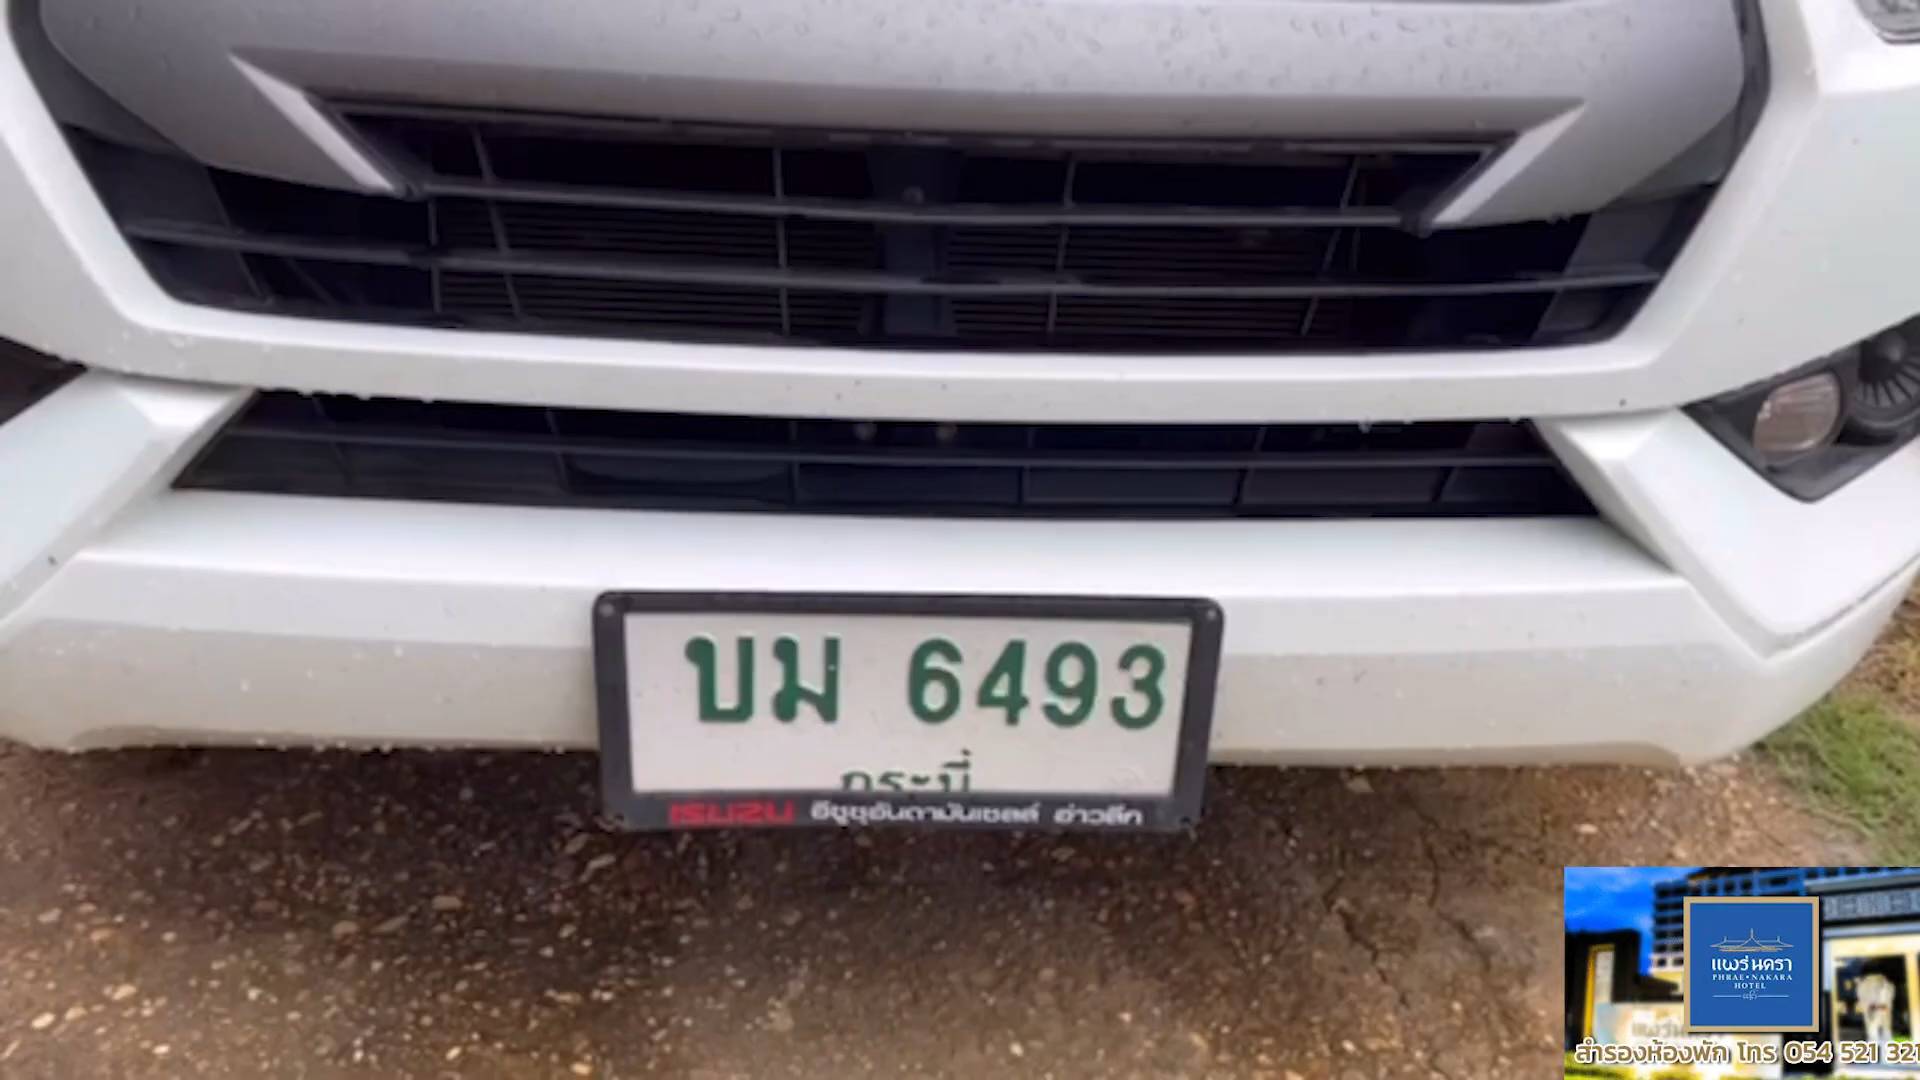 บม 6493
กระบี่
ISUZU อีซูซุอันดามันเซลส์ อ่าวลึก
แพร่นครา
PHRAE•NAKARA
HOTEL
สำรองห้องพัก โทร 054 521 321